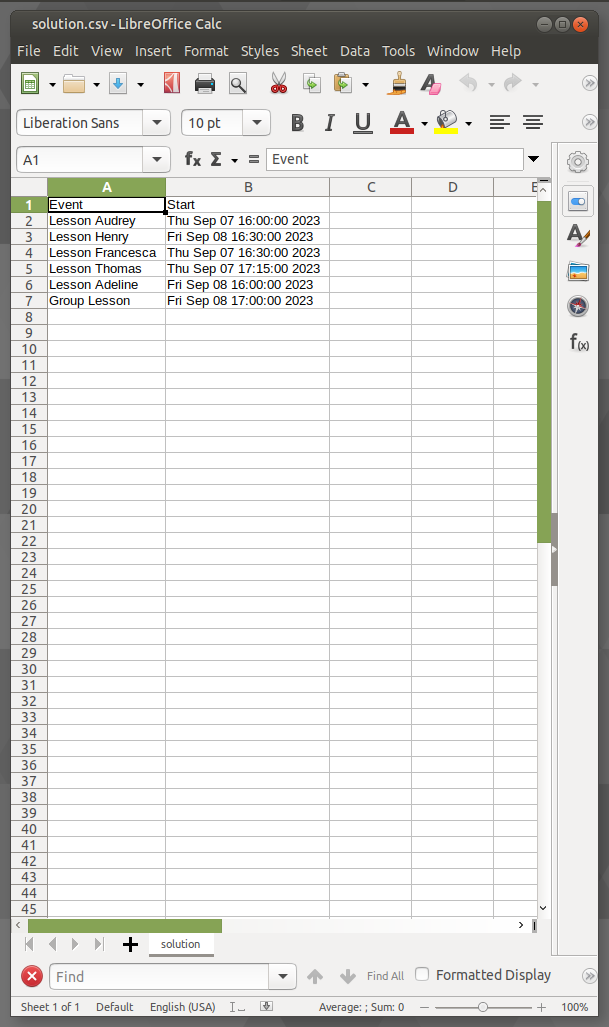 solution.csv - LibreOffice Calc
File Edit View Insert Format Styles Sheet Data Tools Window Help
Liberation Sans 10 pt B I U A
A1 fx Σ = Event
A B C D E
1 Event Start
2 Lesson Audrey Thu Sep 07 16:00:00 2023
3 Lesson Henry Fri Sep 08 16:30:00 2023
4 Lesson Francesca Thu Sep 07 16:30:00 2023
5 Lesson Thomas Thu Sep 07 17:15:00 2023
6 Lesson Adeline Fri Sep 08 16:00:00 2023
7 Group Lesson Fri Sep 08 17:00:00 2023
8
9
10
11
12
13
14
15
16
17
18
19
20
21
22
23
24
25
26
27
28
29
30
31
32
33
34
35
36
37
38
39
40
41
42
43
44
45
solution
Find Find All Formatted Display
Sheet 1 of 1 Default English (USA) Average: ; Sum: 0 100%